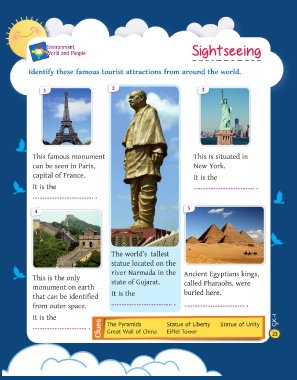 Environment,
World and People
Sightseeing
Identify these famous tourist attractions from around the world.
1
This famous monument
can be seen in Paris,
capital of France.
It is the
2
The world's tallest
statue located on the
river Narmada in the
state of Gujarat.
It is the
3
This is situated in
New York.
It is the
4
This is the only
monument on earth
that can be identified
from outer space.
It is the
5
Ancient Egyptians kings,
called Pharaohs, were
buried here.
It is the
Clues
The Pyramids Statue of Liberty Statue of Unity
Great Wall of China Eiffel Tower
23